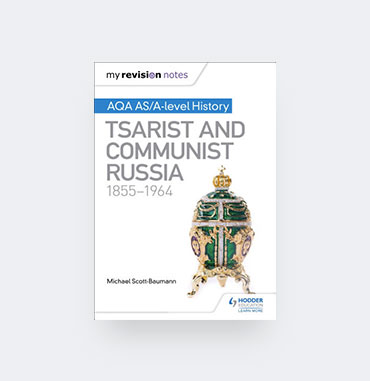 my revision notes
AQA AS/A-level History
TSARIST AND
COMMUNIST
RUSSIA
1855–1964
Michael Scott-Baumann
HODDER
EDUCATION
LEARN MORE